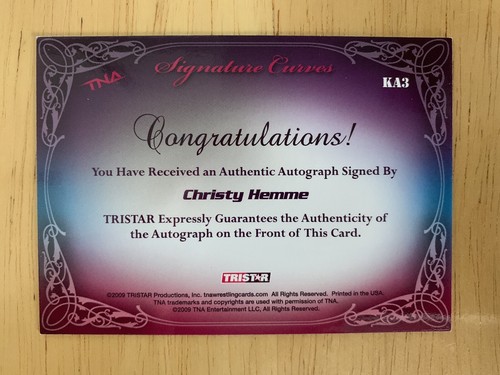 TNA
Signature Curves
KA3
Congratulations!
You Have Received an Authentic Autograph Signed By
Christy Hemme
TRISTAR Expressly Guarantees the Authenticity of
the Autograph on the Front of This Card.
TRISTAR
©2009 TRISTAR Productions, Inc. tnawrestlingcards.com All Rights Reserved. Printed in the USA.
TNA trademarks and copyrights are used with permission of TNA.
©2009 TNA Entertainment LLC, All Rights Reserved.